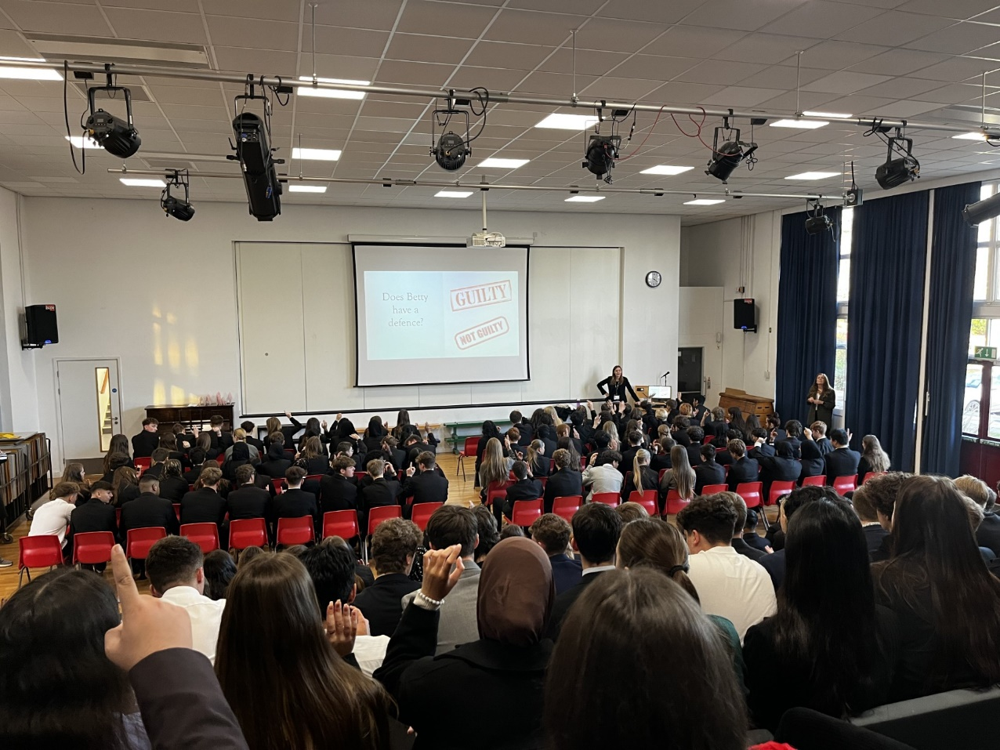 Does Betty
have a
defence?
GUILTY
NOT GUILTY